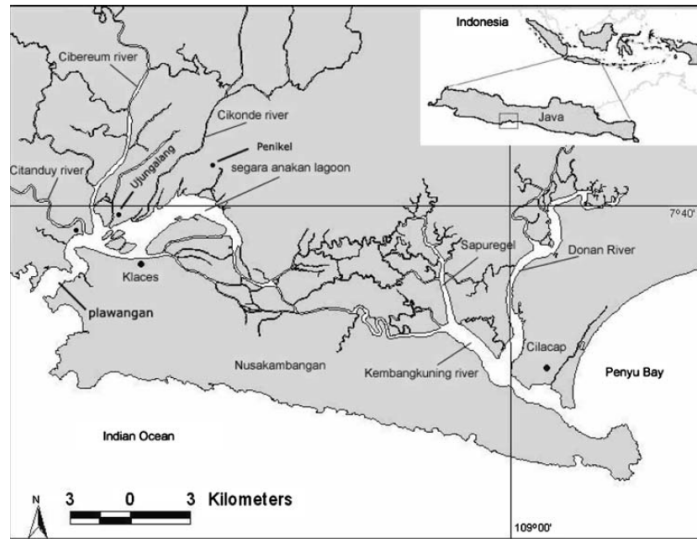 Indonesia
Java
Cibereum river
Cikonde river
Penikel
segara anakan lagoon
Ujungalang
Citanduy river
7°40'
Sapuregel
Donan River
Klaces
plawangan
Nusakambangan
Kembangkuning river
Cilacap
Penyu Bay
Indian Ocean
N
3 0 3 Kilometers
109°00'